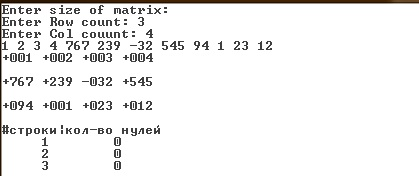 Enter size of matrix:
Enter Row count: 3
Enter Col couunt: 4
1 2 3 4 767 239 -32 545 94 1 23 12
+001 +002 +003 +004
+767 +239 -032 +545
+094 +001 +023 +012
#строки|кол-во нулей
1 0
2 0
3 0